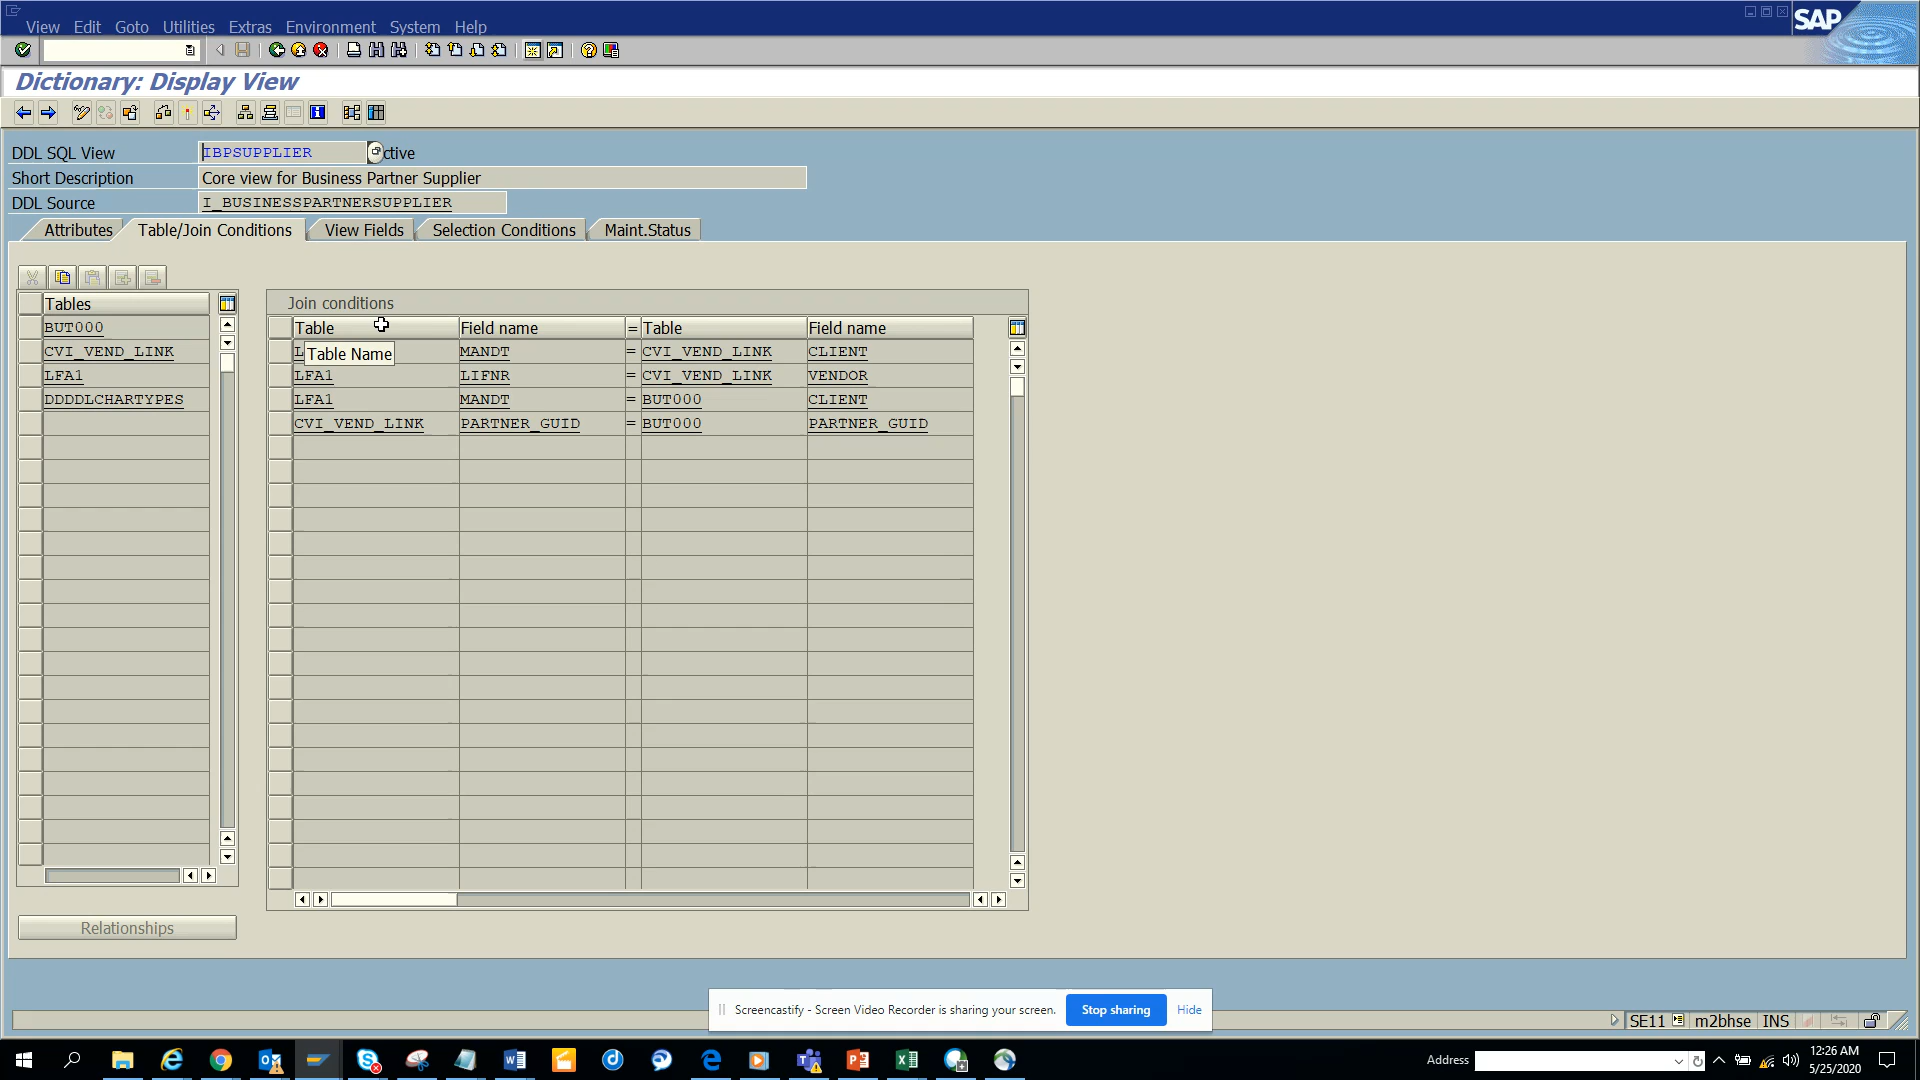 View Edit Goto Utilities Extras Environment System Help
SAP
Dictionary: Display View
DDL SQL View IBPSUPPLIER ctive
Short Description Core view for Business Partner Supplier
DDL Source I_BUSINESSPARTNERSUPPLIER
Attributes Table/Join Conditions View Fields Selection Conditions Maint.Status
Tables
BUT000
CVI_VEND_LINK
LFA1
DDDDLCHARTYPES
Relationships
Join conditions
Table Field name = Table Field name
L MANDT = CVI_VEND_LINK CLIENT
Table Name
LFA1 LIFNR = CVI_VEND_LINK VENDOR
LFA1 MANDT = BUT000 CLIENT
CVI_VEND_LINK PARTNER_GUID = BUT000 PARTNER_GUID
Screencastify - Screen Video Recorder is sharing your screen. Stop sharing Hide
SE11 m2bhse INS
Address
12:26 AM
5/25/2020